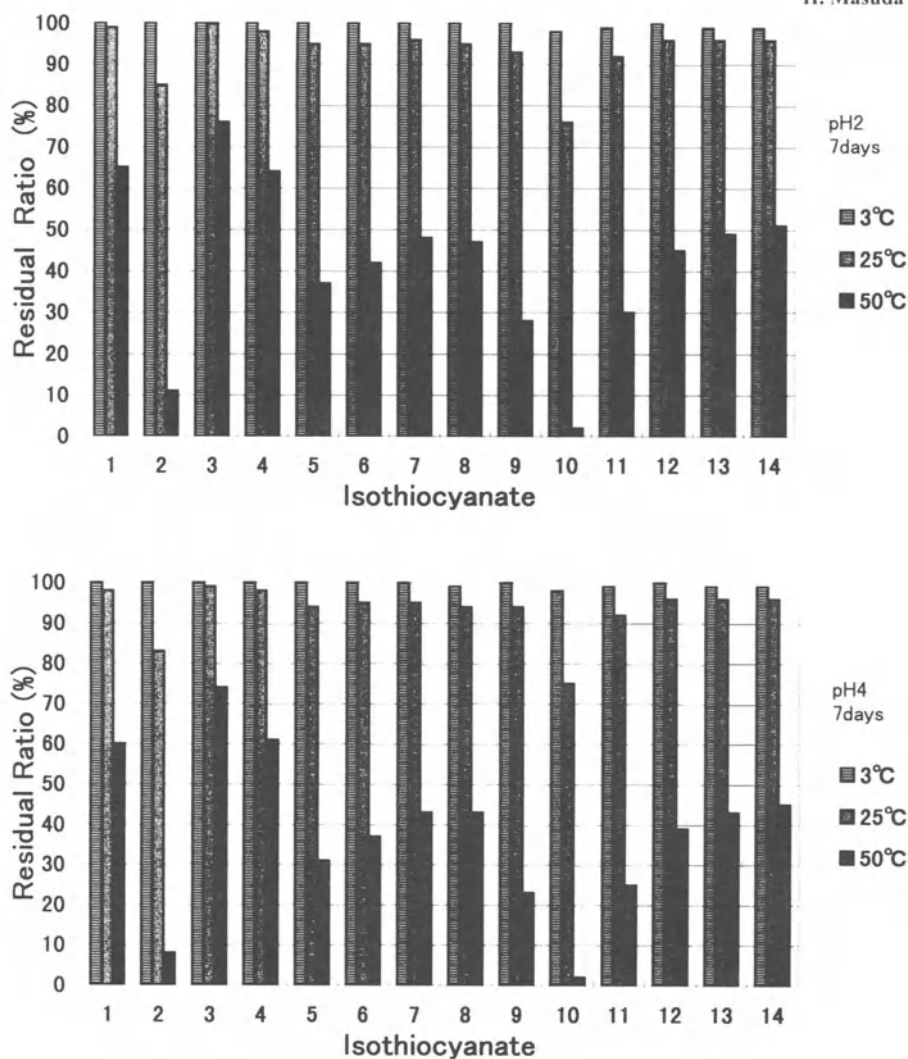 H. Masuda
100
90
80
70
60
50
40
30
20
10
0
Residual Ratio (%)
1 2 3 4 5 6 7 8 9 10 11 12 13 14
Isothiocyanate
pH2
7days
3°C
25°C
50°C
100
90
80
70
60
50
40
30
20
10
0
Residual Ratio (%)
1 2 3 4 5 6 7 8 9 10 11 12 13 14
Isothiocyanate
pH4
7days
3°C
25°C
50°C